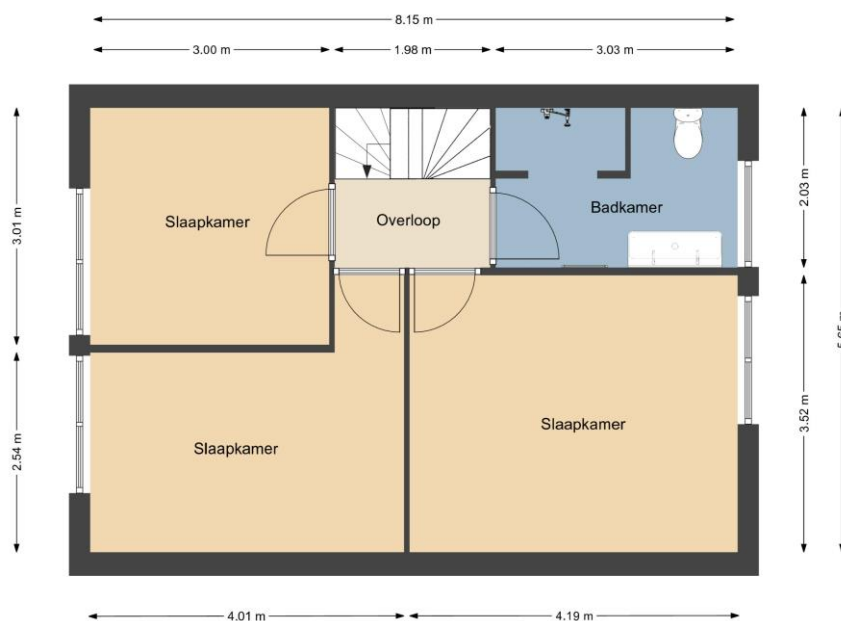 8.15 m
3.00 m
1.98 m
3.03 m
3.01 m
2.03 m
Slaapkamer
Overloop
Badkamer
2.54 m
3.52 m
Slaapkamer
Slaapkamer
4.01 m
4.19 m